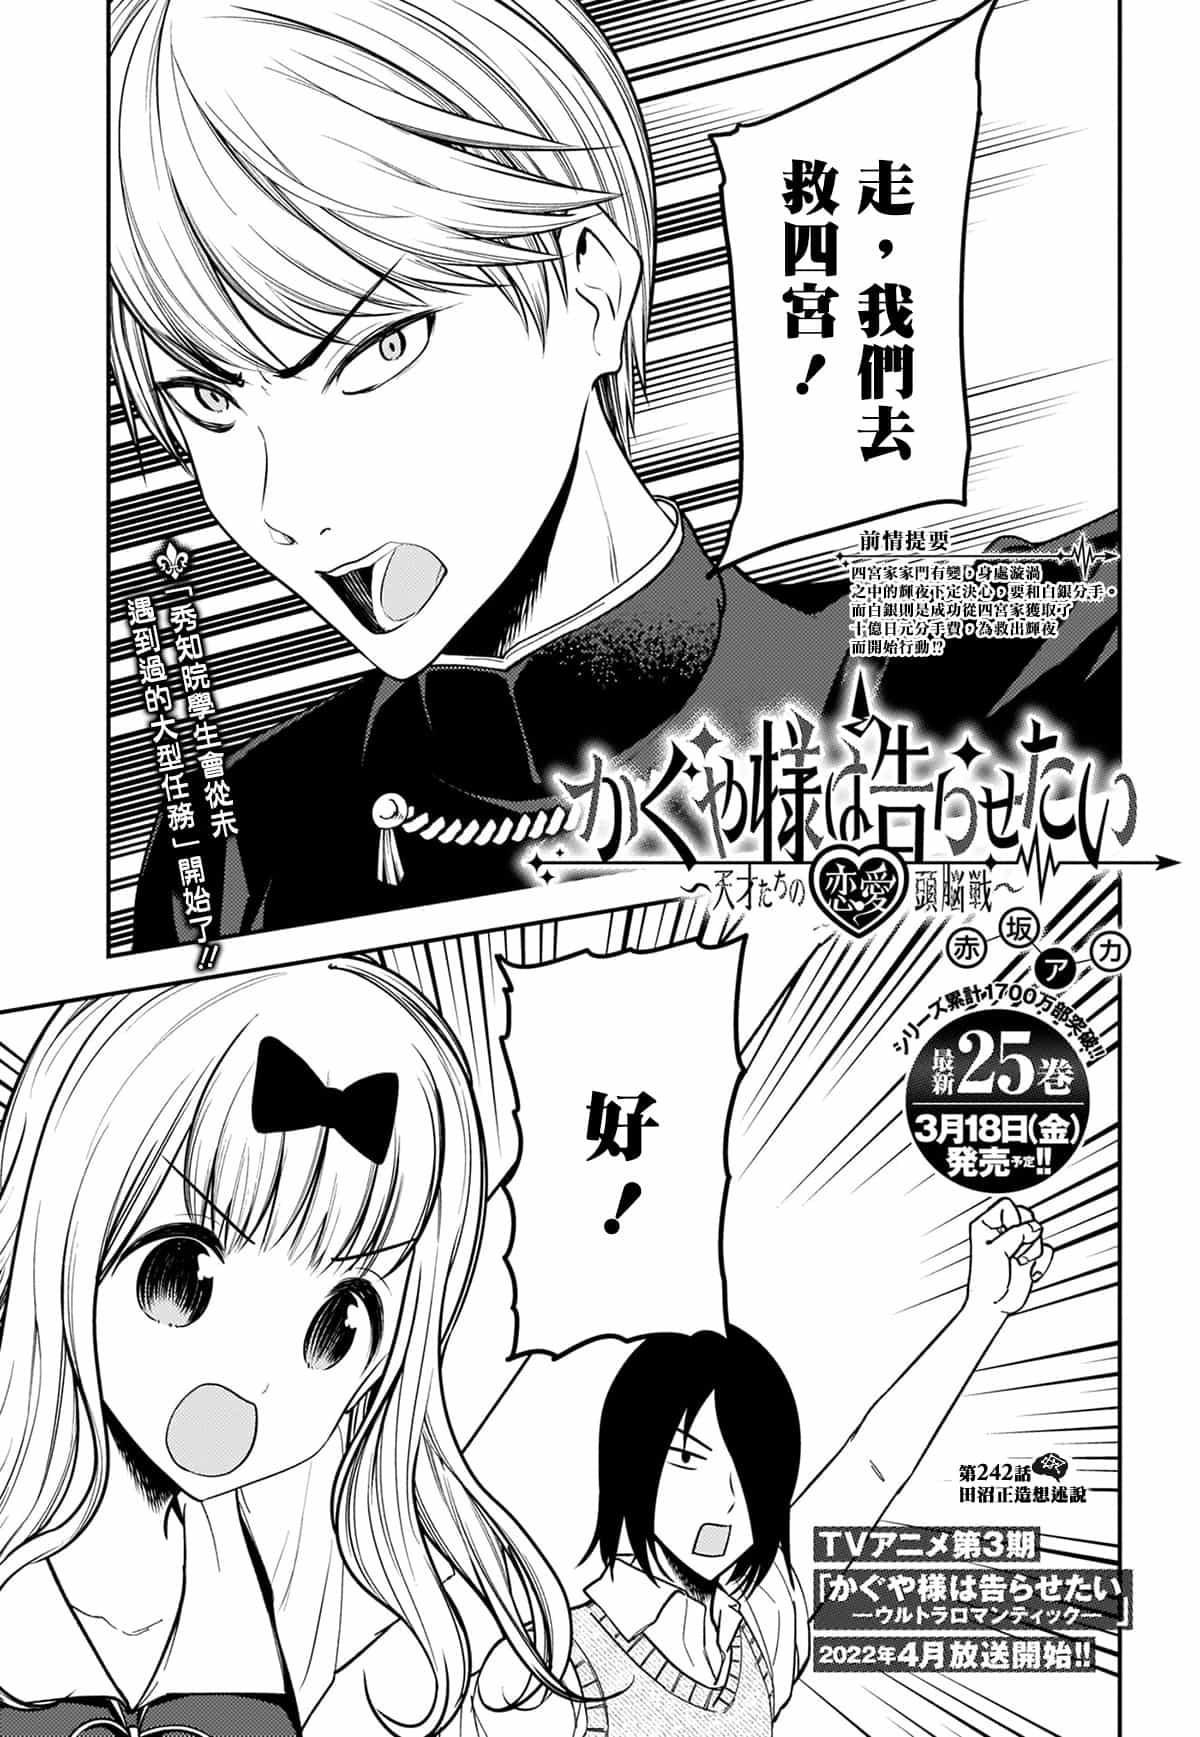 走，我們去
救四宮！
前情提要
四宮家家門有變，身處漩渦
之中的輝夜下定決心，要和白銀分手。
而白銀則是成功從四宮家獲取了
十億日元分手費，為救出輝夜
而開始行動!?
「秀知院學生會從未
遇到過的大型任務」開始了!!
かぐや様は告らせたい
〜天才たちの恋愛頭脳戦〜
赤坂アカ
シリーズ累計1700万部突破!!
最新25巻
3月18日(金)
発売予定!!
好！
第242話
田沼正造想述說
TVアニメ第3期
「かぐや様は告らせたい
―ウルトラロマンティック―」
2022年4月放送開始!!